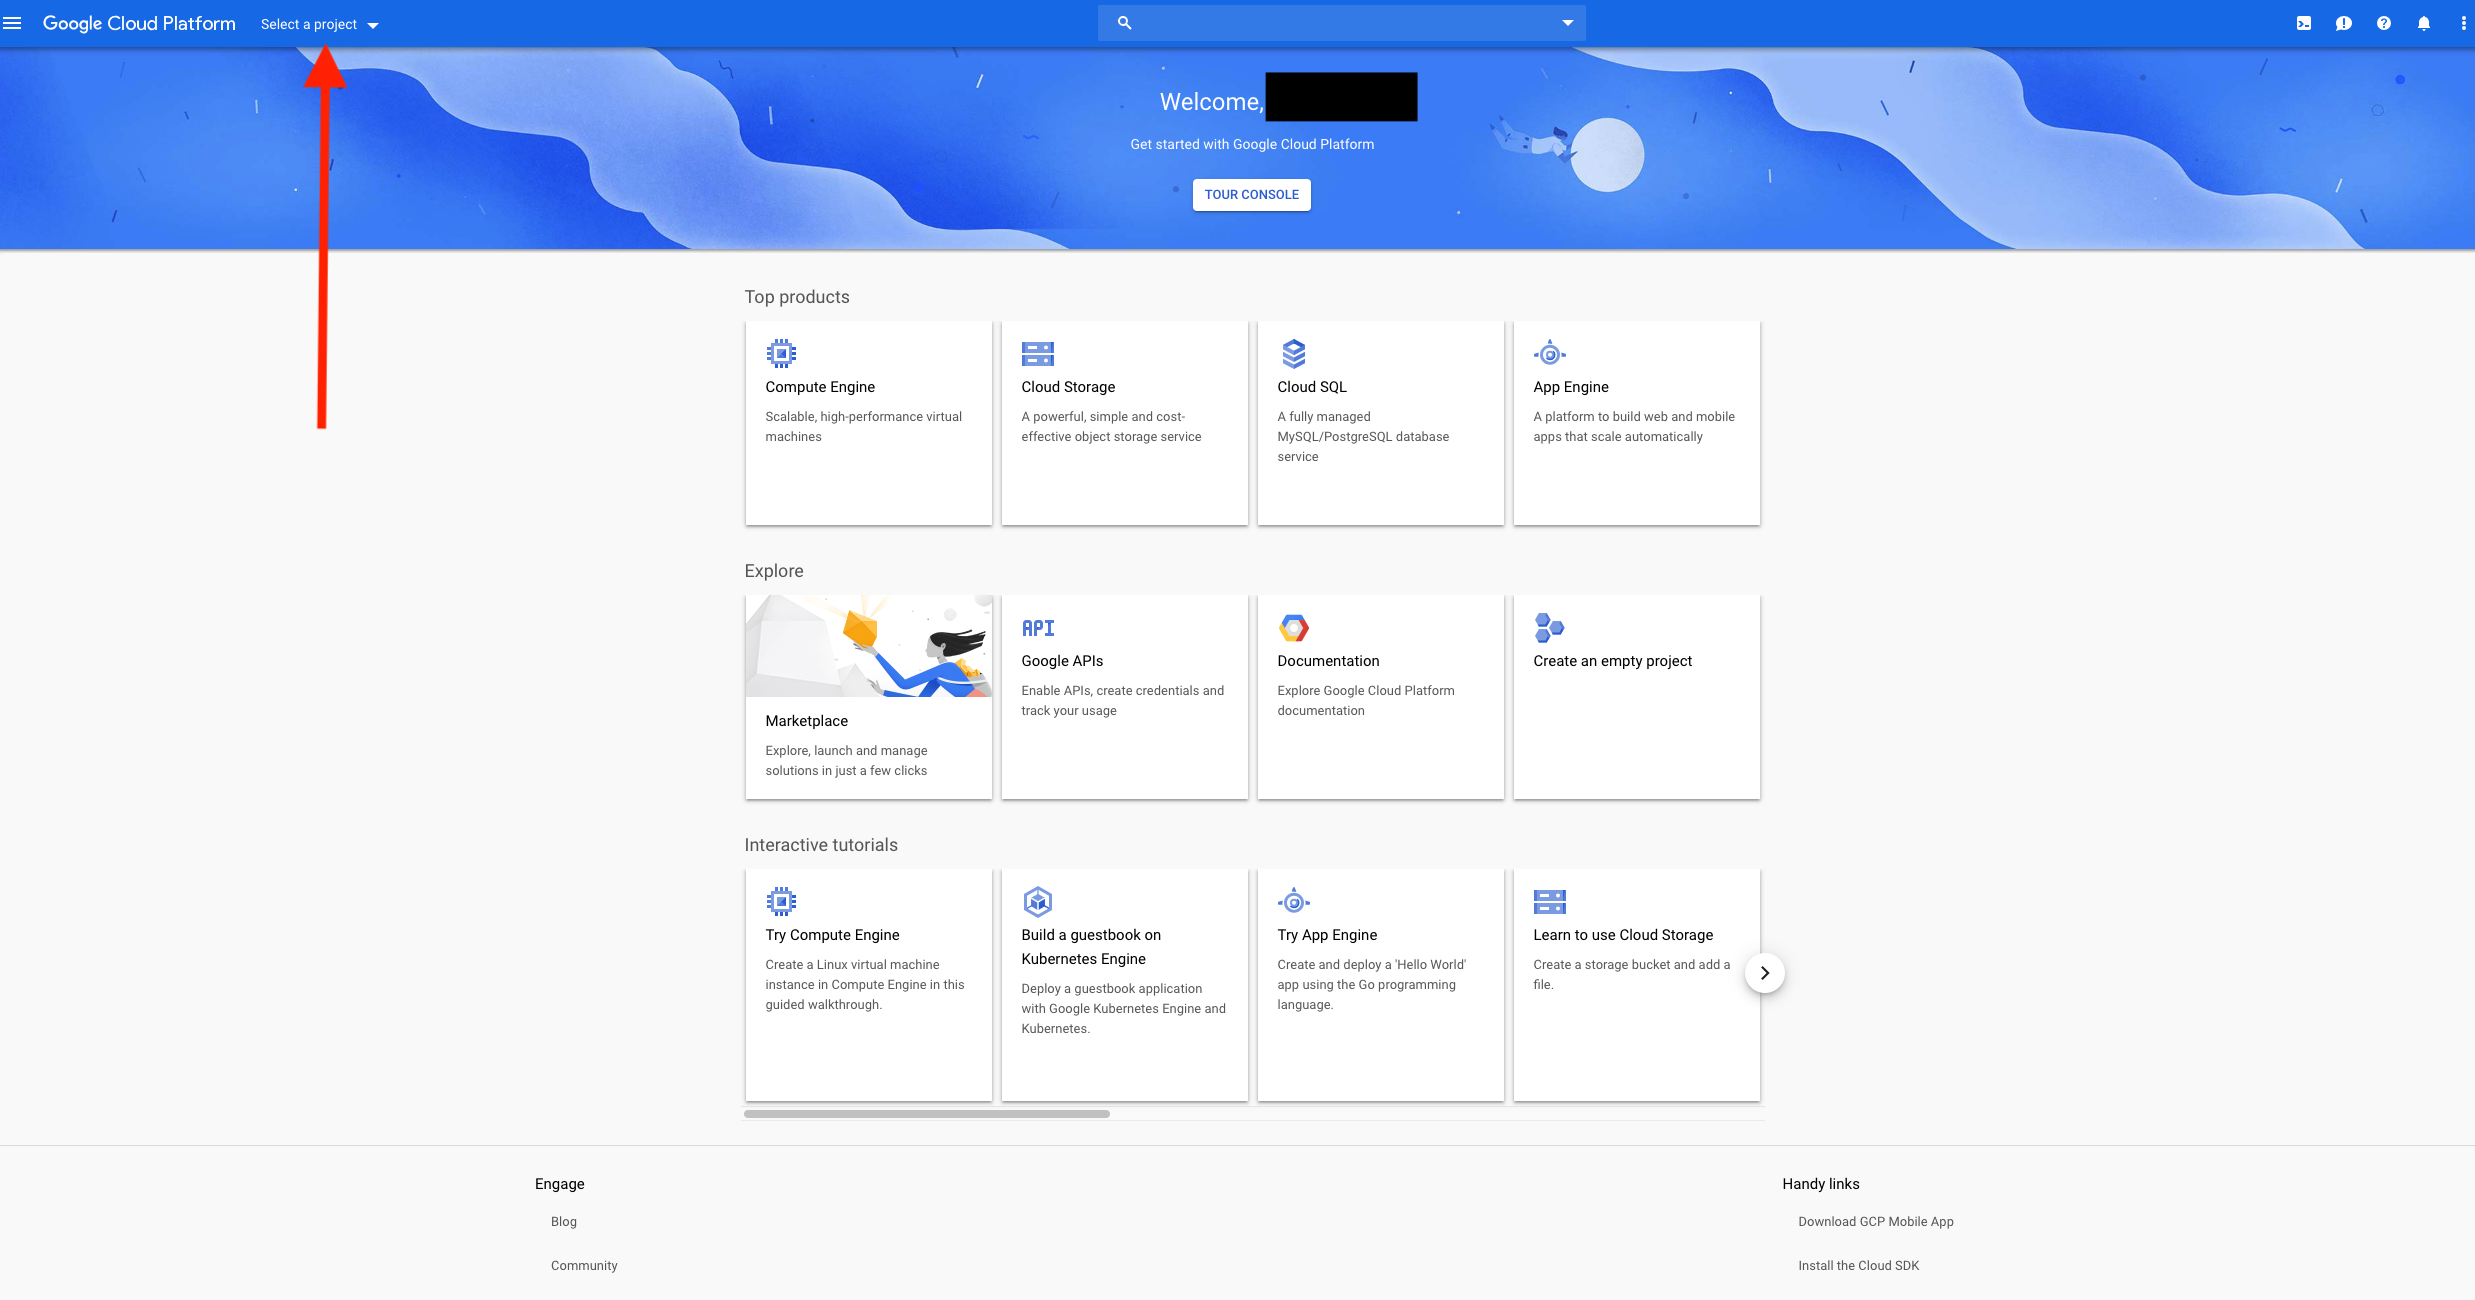 Google Cloud Platform
Select a project
Welcome,
Get started with Google Cloud Platform
TOUR CONSOLE
Top products
Compute Engine
Scalable, high-performance virtual
machines
Cloud Storage
A powerful, simple and cost-
effective object storage service
Cloud SQL
A fully managed
MySQL/PostgreSQL database
service
App Engine
A platform to build web and mobile
apps that scale automatically
Explore
Marketplace
Explore, launch and manage
solutions in just a few clicks
API
Google APIs
Enable APIs, create credentials and
track your usage
Documentation
Explore Google Cloud Platform
documentation
Create an empty project
Interactive tutorials
Try Compute Engine
Create a Linux virtual machine
instance in Compute Engine in this
guided walkthrough.
Build a guestbook on
Kubernetes Engine
Deploy a guestbook application
with Google Kubernetes Engine and
Kubernetes.
Try App Engine
Create and deploy a 'Hello World'
app using the Go programming
language.
Learn to use Cloud Storage
Create a storage bucket and add a
file.
Engage
Blog
Community
Handy links
Download GCP Mobile App
Install the Cloud SDK